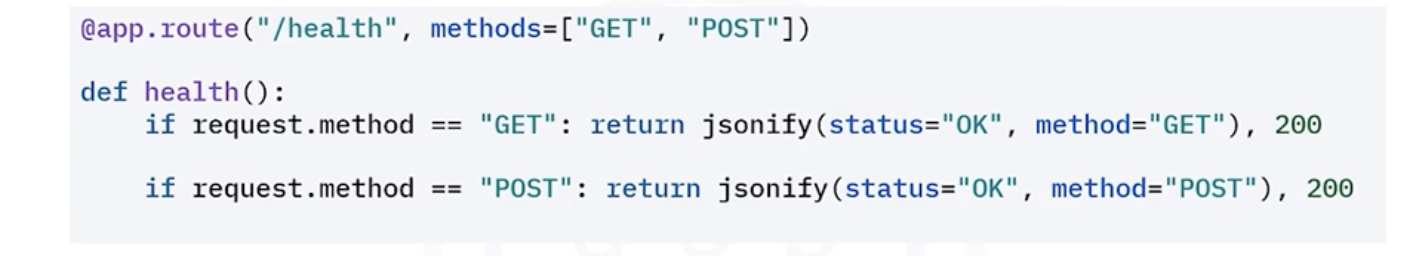 @app.route("/health", methods=["GET", "POST"])
def health():
    if request.method == "GET": return jsonify(status="OK", method="GET"), 200
    if request.method == "POST": return jsonify(status="OK", method="POST"), 200